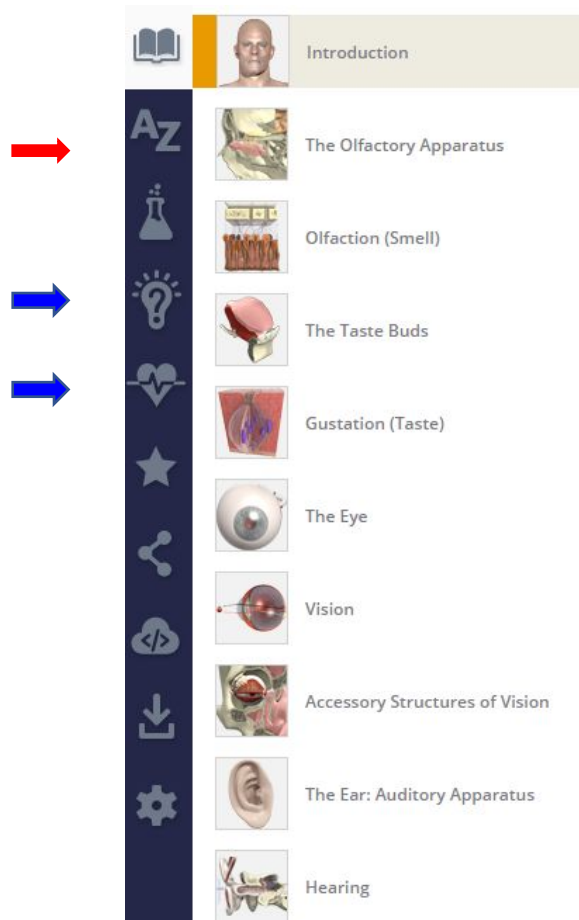 Introduction
AZ
The Olfactory Apparatus
Olfaction (Smell)
?
The Taste Buds
Gustation (Taste)
The Eye
Vision
</>
Accessory Structures of Vision
The Ear: Auditory Apparatus
Hearing